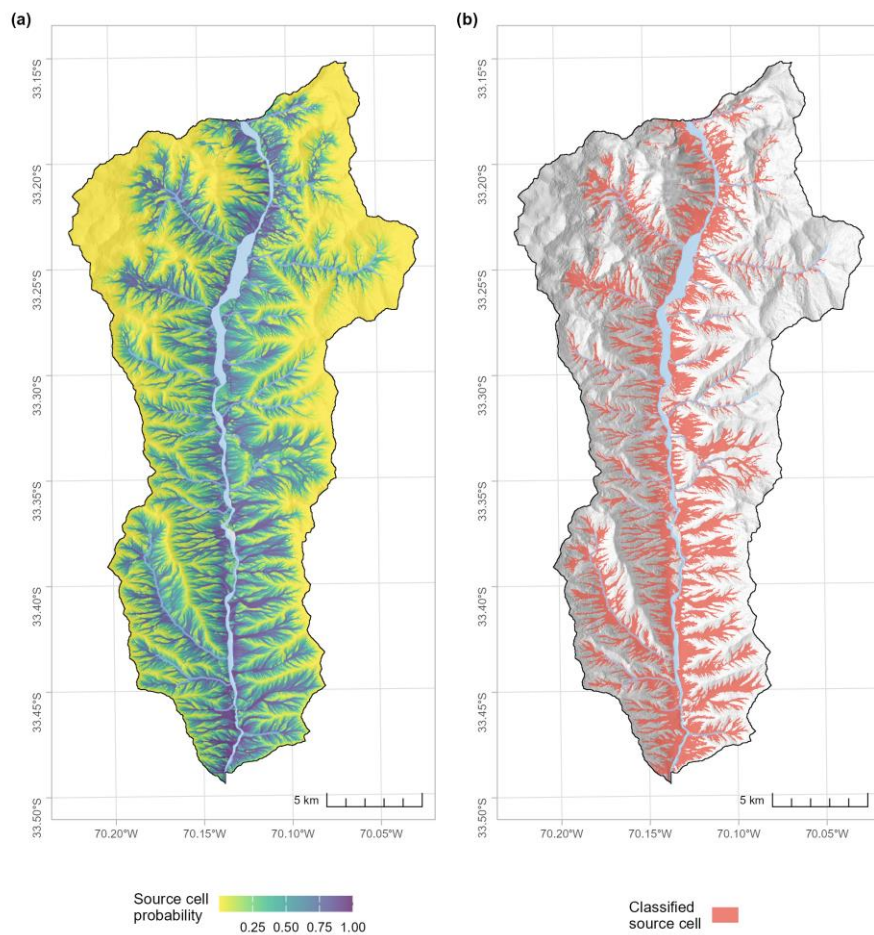 (a)
33.15°S
33.20°S
33.25°S
33.30°S
33.35°S
33.40°S
33.45°S
33.50°S
5 km
70.20°W
70.15°W
70.10°W
70.05°W
Source cell
probability
0.25
0.50
0.75
1.00
(b)
33.15°S
33.20°S
33.25°S
33.30°S
33.35°S
33.40°S
33.45°S
33.50°S
5 km
70.20°W
70.15°W
70.10°W
70.05°W
Classified
source cell